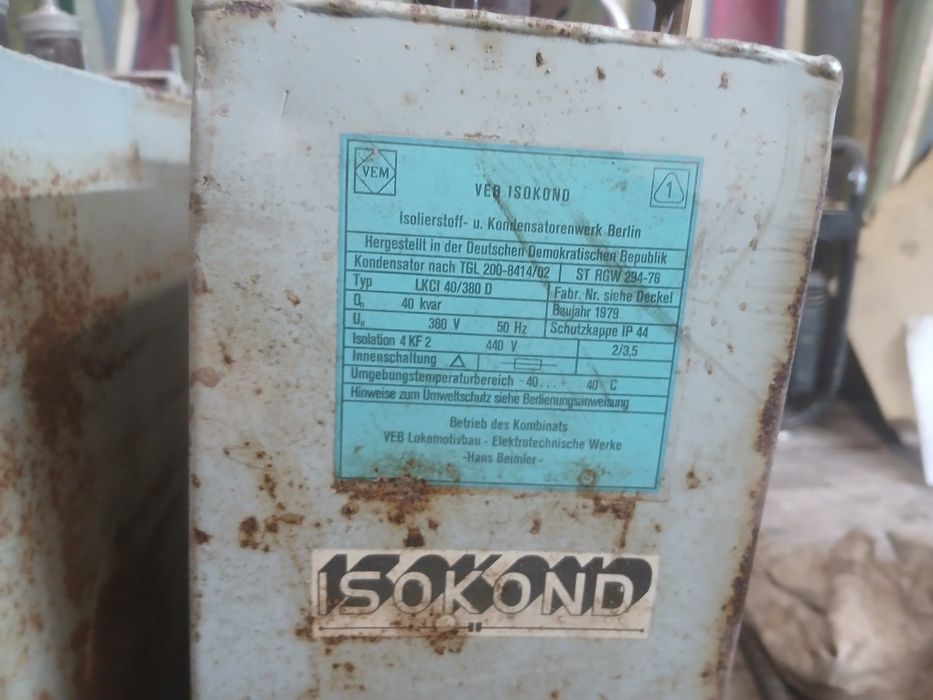 VEM
VEB ISOKOND
1
Isolierstoff- u. Kondensatorenwerk Berlin
Hergestellt in der Deutschen Demokratischen Republik
Kondensator nach TGL 200-8414/02 ST RGW 294-76
Typ LKCI 40/380 D Fabr. Nr. siehe Deckel
Qn 40 kvar Baujahr 1979
Un 380 V 50 Hz Schutzkappe IP 44
Isolation 4 KF 2 440 V 2/3,5
Innenschaltung △
Umgebungstemperaturbereich -40... 40 C
Hinweise zum Umweltschutz siehe Bedienungsanweisung
Betrieb des Kombinats
VEB Lokomotivbau - Elektrotechnische Werke
-Hans Beimler-
ISOKOND